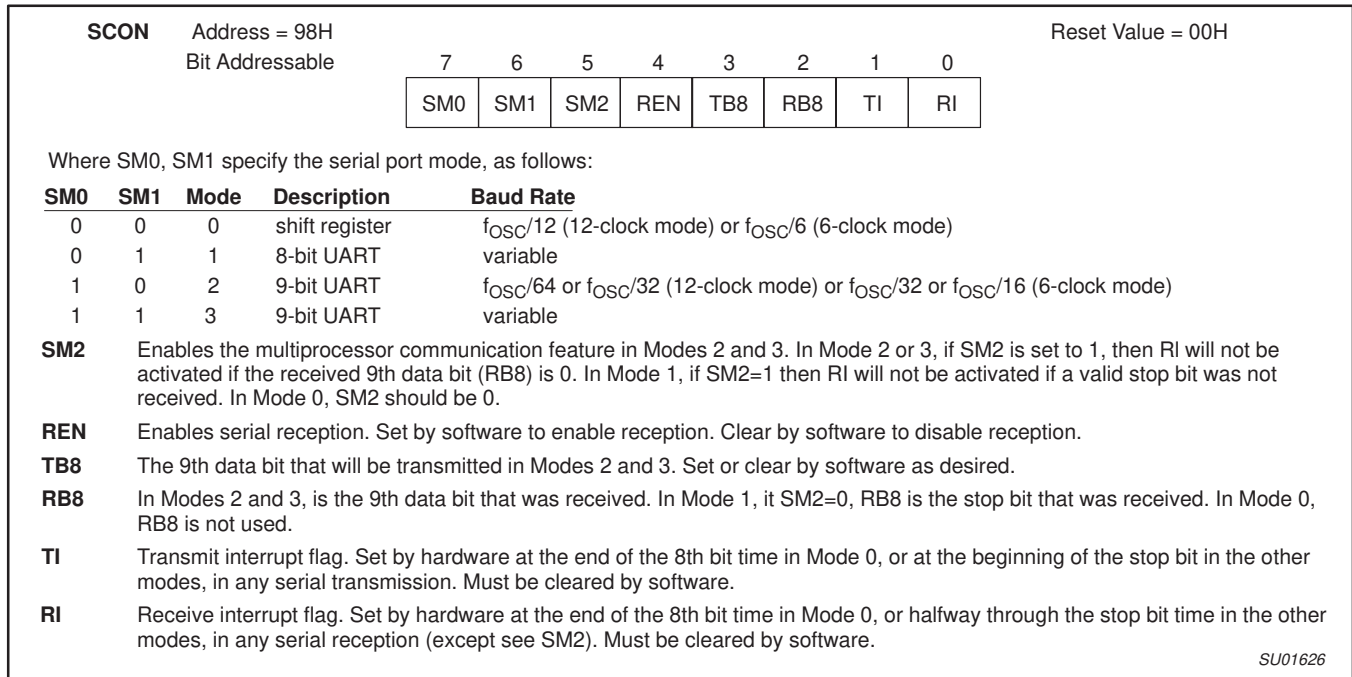 SCON Address = 98H Reset Value = 00H
Bit Addressable 7 6 5 4 3 2 1 0
SM0 SM1 SM2 REN TB8 RB8 TI RI
Where SM0, SM1 specify the serial port mode, as follows:
SM0 SM1 Mode Description Baud Rate
0 0 0 shift register fOSC/12 (12-clock mode) or fOSC/6 (6-clock mode)
0 1 1 8-bit UART variable
1 0 2 9-bit UART fOSC/64 or fOSC/32 (12-clock mode) or fOSC/32 or fOSC/16 (6-clock mode)
1 1 3 9-bit UART variable
SM2 Enables the multiprocessor communication feature in Modes 2 and 3. In Mode 2 or 3, if SM2 is set to 1, then RI will not be
activated if the received 9th data bit (RB8) is 0. In Mode 1, if SM2=1 then RI will not be activated if a valid stop bit was not
received. In Mode 0, SM2 should be 0.
REN Enables serial reception. Set by software to enable reception. Clear by software to disable reception.
TB8 The 9th data bit that will be transmitted in Modes 2 and 3. Set or clear by software as desired.
RB8 In Modes 2 and 3, is the 9th data bit that was received. In Mode 1, it SM2=0, RB8 is the stop bit that was received. In Mode 0,
RB8 is not used.
TI Transmit interrupt flag. Set by hardware at the end of the 8th bit time in Mode 0, or at the beginning of the stop bit in the other
modes, in any serial transmission. Must be cleared by software.
RI Receive interrupt flag. Set by hardware at the end of the 8th bit time in Mode 0, or halfway through the stop bit time in the other
modes, in any serial reception (except see SM2). Must be cleared by software.
SU01626